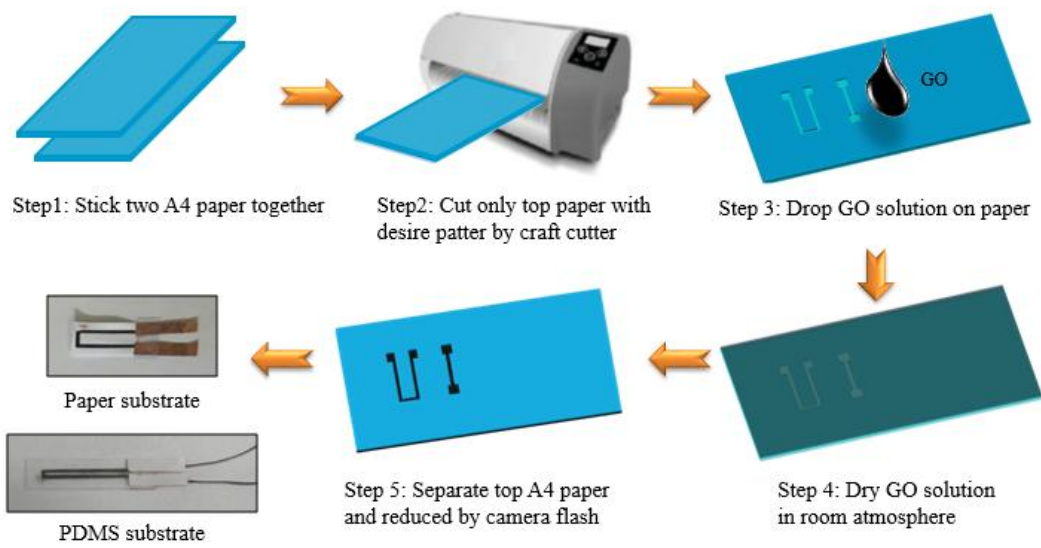 Step1: Stick two A4 paper together
Step2: Cut only top paper with
desire patter by craft cutter
GO
Step 3: Drop GO solution on paper
Step 4: Dry GO solution
in room atmosphere
Step 5: Separate top A4 paper
and reduced by camera flash
Paper substrate
PDMS substrate